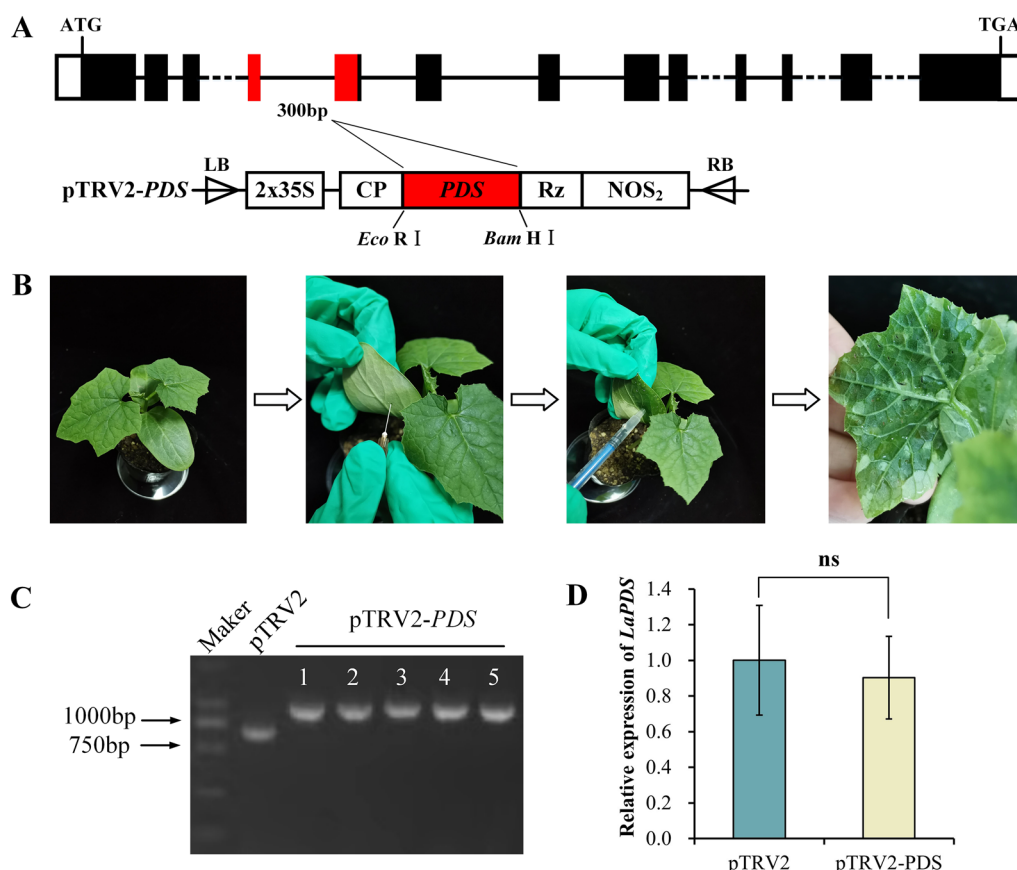 A
ATG
TGA
300bp
pTRV2-PDS
LB
2x35S
CP
PDS
Rz
NOS₂
RB
Eco R I
Bam H I
B
C
Maker
pTRV2
pTRV2-PDS
1 2 3 4 5
1000bp
750bp
D
ns
Relative expression of LaPDS
1.4
1.2
1.0
0.8
0.6
0.4
0.2
0.0
pTRV2
pTRV2-PDS